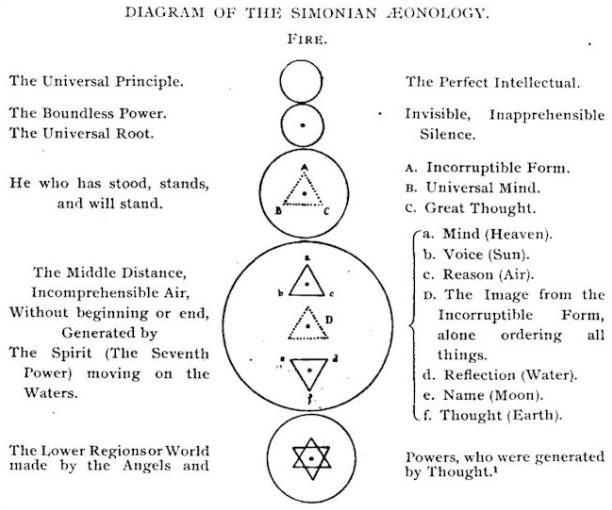 DIAGRAM OF THE SIMONIAN ÆONOLOGY.
FIRE.
The Universal Principle.
The Perfect Intellectual.
The Boundless Power.
The Universal Root.
Invisible, Inapprehensible
Silence.
He who has stood, stands,
and will stand.
A
B
C
A. Incorruptible Form.
B. Universal Mind.
C. Great Thought.
The Middle Distance,
Incomprehensible Air,
Without beginning or end,
Generated by
The Spirit (The Seventh
Power) moving on the
Waters.
a
b
c
D
e
d
f
a. Mind (Heaven).
b. Voice (Sun).
c. Reason (Air).
D. The Image from the
Incorruptible Form,
alone ordering all
things.
d. Reflection (Water).
e. Name (Moon).
f. Thought (Earth).
The Lower Regions or World
made by the Angels and
Powers, who were generated
by Thought.¹